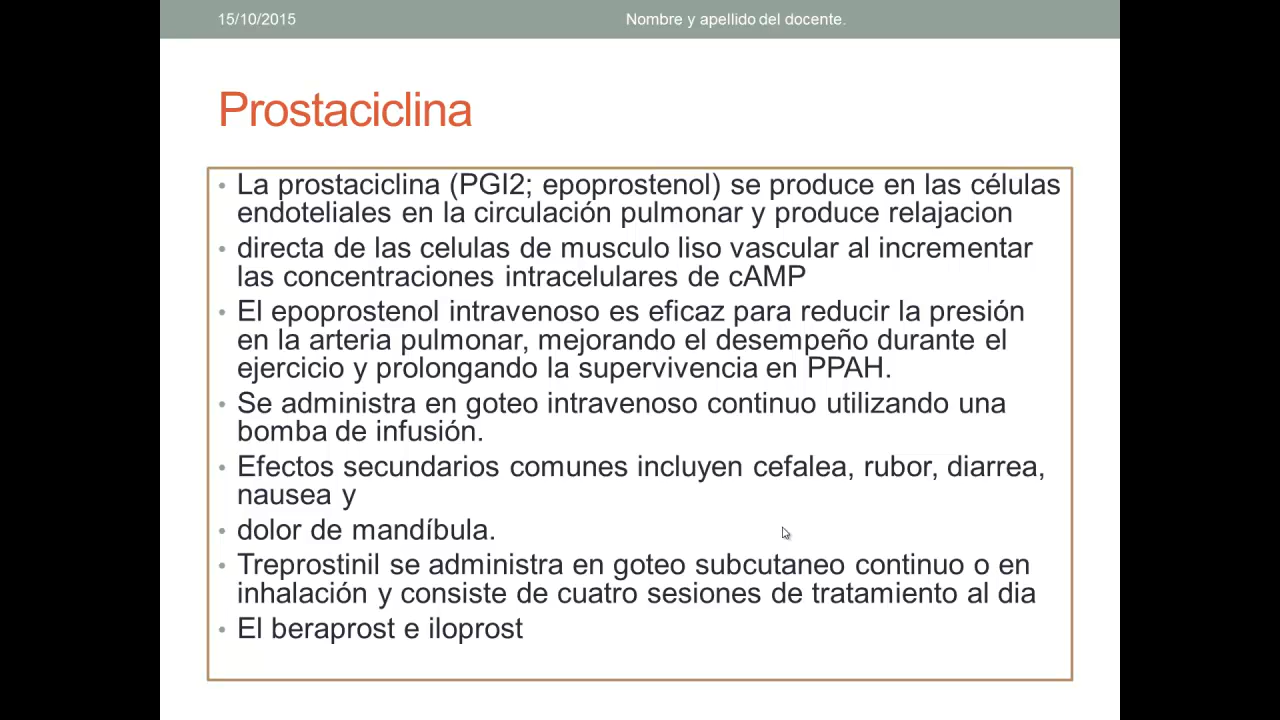 15/10/2015
Nombre y apellido del docente.
Prostaciclina
• La prostaciclina (PGI2; epoprostenol) se produce en las células
endoteliales en la circulación pulmonar y produce relajacion
• directa de las celulas de musculo liso vascular al incrementar
las concentraciones intracelulares de cAMP
• El epoprostenol intravenoso es eficaz para reducir la presión
en la arteria pulmonar, mejorando el desempeño durante el
ejercicio y prolongando la supervivencia en PPAH.
• Se administra en goteo intravenoso continuo utilizando una
bomba de infusión.
• Efectos secundarios comunes incluyen cefalea, rubor, diarrea,
nausea y
• dolor de mandíbula.
• Treprostinil se administra en goteo subcutaneo continuo o en
inhalación y consiste de cuatro sesiones de tratamiento al dia
• El beraprost e iloprost